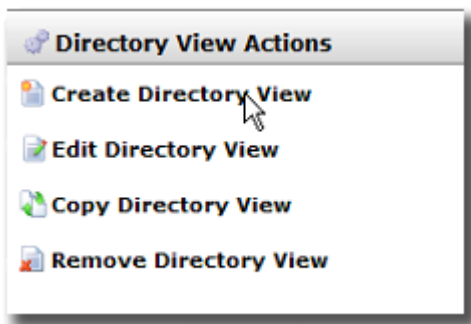 Directory View Actions
Create Directory View
Edit Directory View
Copy Directory View
Remove Directory View